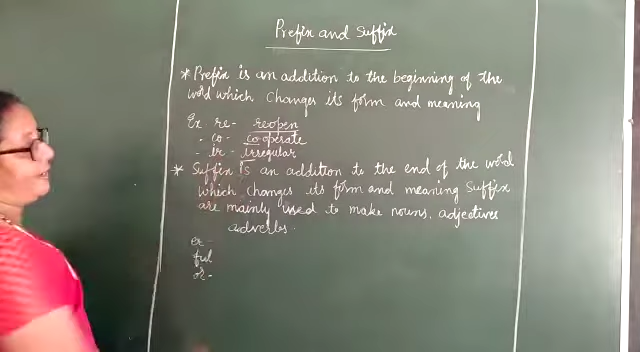 Prefix and Suffix
* Prefix is an addition to the beginning of the
word which changes its form and meaning
Ex re- reopen
. co- cooperate
. ir- irregular
* Suffix is an addition to the end of the word
which changes its form and meaning Suffix
are mainly used to make nouns, adjectives
adverbs.
er -
ful
or -